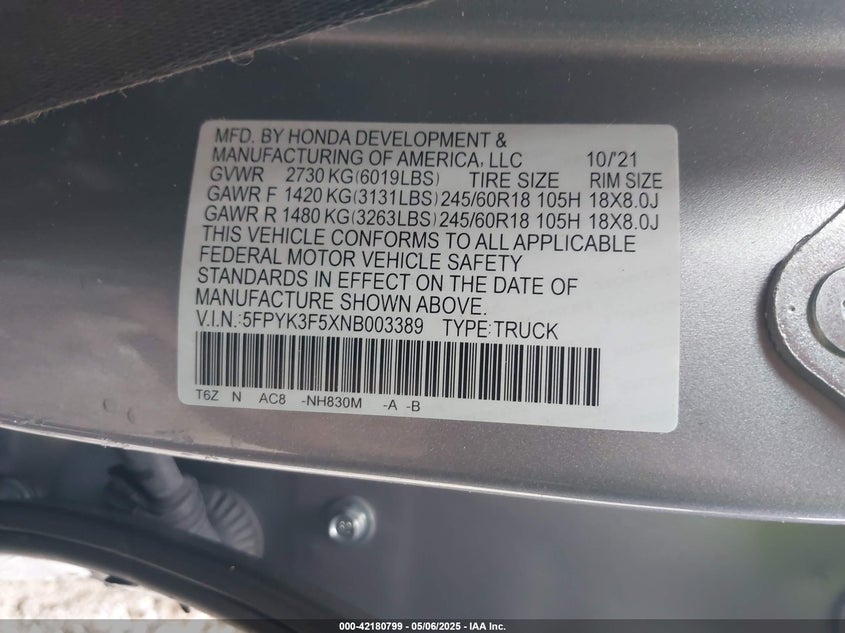 MFD. BY HONDA DEVELOPMENT &
MANUFACTURING OF AMERICA, LLC 10/'21
GVWR 2730 KG(6019LBS) TIRE SIZE RIM SIZE
GAWR F 1420 KG(3131LBS) 245/60R18 105H 18X8.0J
GAWR R 1480 KG(3263LBS) 245/60R18 105H 18X8.0J
THIS VEHICLE CONFORMS TO ALL APPLICABLE
FEDERAL MOTOR VEHICLE SAFETY
STANDARDS IN EFFECT ON THE DATE OF
MANUFACTURE SHOWN ABOVE.
V.I.N.:5FPYK3F5XNB003389 TYPE:TRUCK
T6Z N AC8 -NH830M -A -B
000-42180799 - 05/06/2025 - IAA Inc.